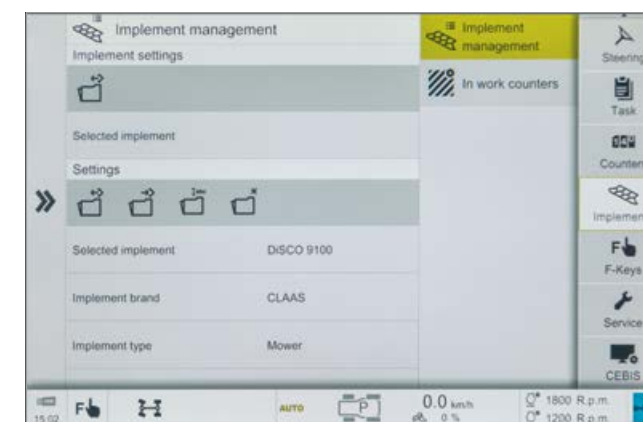 Implement management
Implement settings
Selected implement
Settings
Selected implement DiSCO 9100
Implement brand CLAAS
Implement type Mower
Implement
management
In work counters
Steering
Task
Counter
Implement
F-Keys
Service
CEBIS
15:02
F
AUTO
P
0.0 km/h
0 %
1800 R.p.m.
1200 R.p.m.